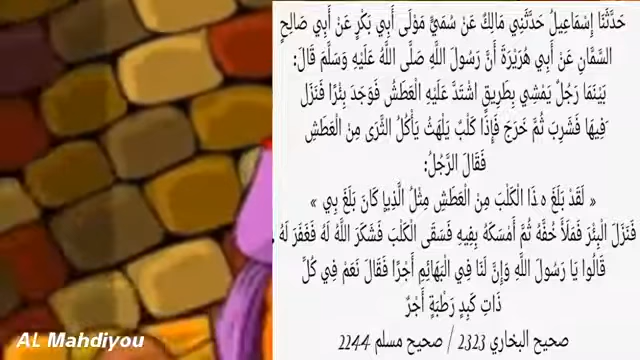 حَدَّثَنَا إِسْمَاعِيلُ حَدَّثَنِي مَالِكٌ عَنْ سُمَيٍّ مَوْلَى أَبِي بَكْرٍ عَنْ أَبِي صَالِحٍ
السَّمَّانِ عَنْ أَبِي هُرَيْرَةَ أَنَّ رَسُولَ اللَّهِ صَلَّى اللَّهُ عَلَيْهِ وَسَلَّمَ قَالَ:
بَيْنَمَا رَجُلٌ يَمْشِي بِطَرِيقٍ اشْتَدَّ عَلَيْهِ الْعَطَشُ فَوَجَدَ بِئْرًا فَنَزَلَ
فِيهَا فَشَرِبَ ثُمَّ خَرَجَ فَإِذَا كَلْبٌ يَلْهَثُ يَأْكُلُ الثَّرَى مِنْ الْعَطَشِ
فَقَالَ الرَّجُلُ:
« لَقَدْ بَلَغَ ه ذَا الْكَلْبَ مِنْ الْعَطَشِ مِثْلُ الَّذِي كَانَ بَلَغَ بِي »
فَنَزَلَ الْبِئْرَ فَمَلَأَ خُفَّهُ ثُمَّ أَمْسَكَهُ بِفِيهِ فَسَقَى الْكَلْبَ فَشَكَرَ اللَّهُ لَهُ فَغَفَرَ لَهُ
قَالُوا يَا رَسُولَ اللَّهِ وَإِنَّ لَنَا فِي الْبَهَائِمِ أَجْرًا فَقَالَ نَعَمْ فِي كُلِّ
ذَاتِ كَبِدٍ رَطْبَةٍ أَجْرٌ
صحيح البخاري 2323 / صحيح مسلم 2244
AL Mahdiyou